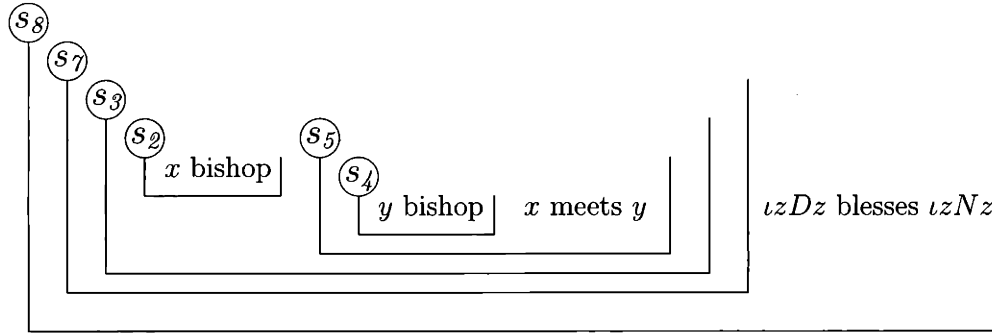 s8
s7
s3
s2 s5
x bishop s4
y bishop x meets y ιzDz blesses ιzNz